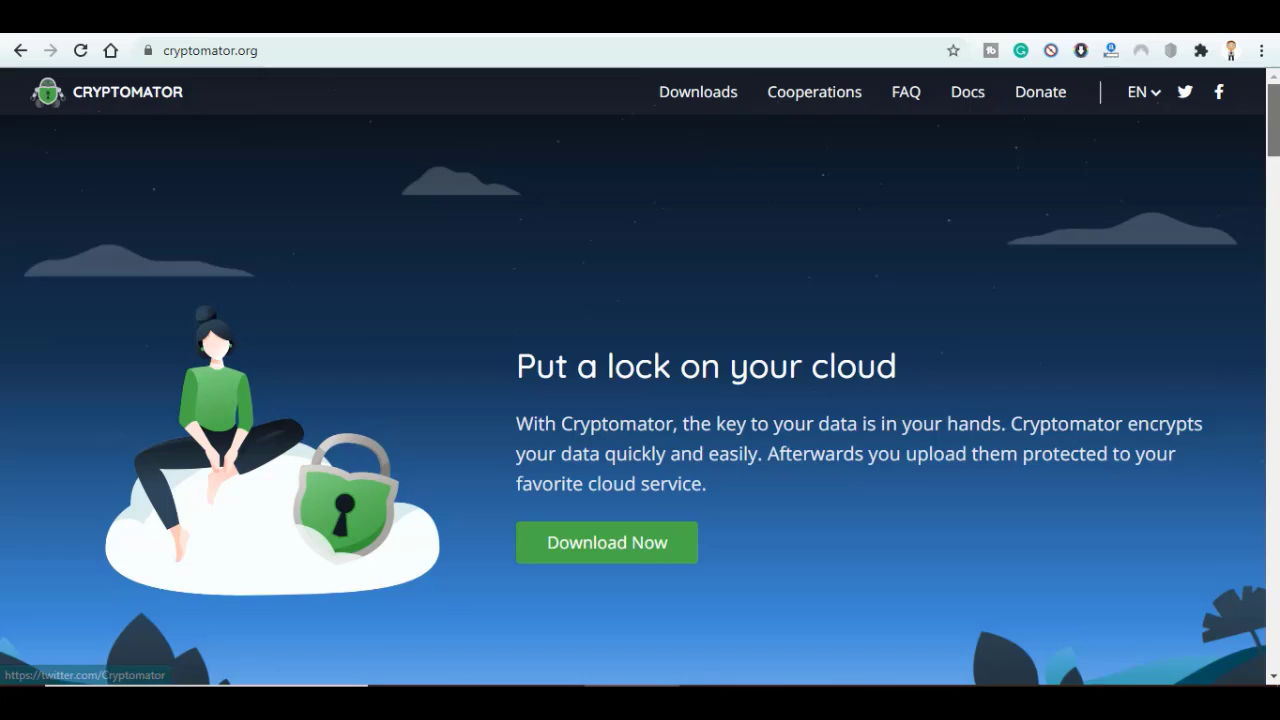 cryptomator.org
CRYPTOMATOR
Downloads
Cooperations
FAQ
Docs
Donate
EN
Put a lock on your cloud
With Cryptomator, the key to your data is in your hands. Cryptomator encrypts
your data quickly and easily. Afterwards you upload them protected to your
favorite cloud service.
Download Now
https://twitter.com/Cryptomator